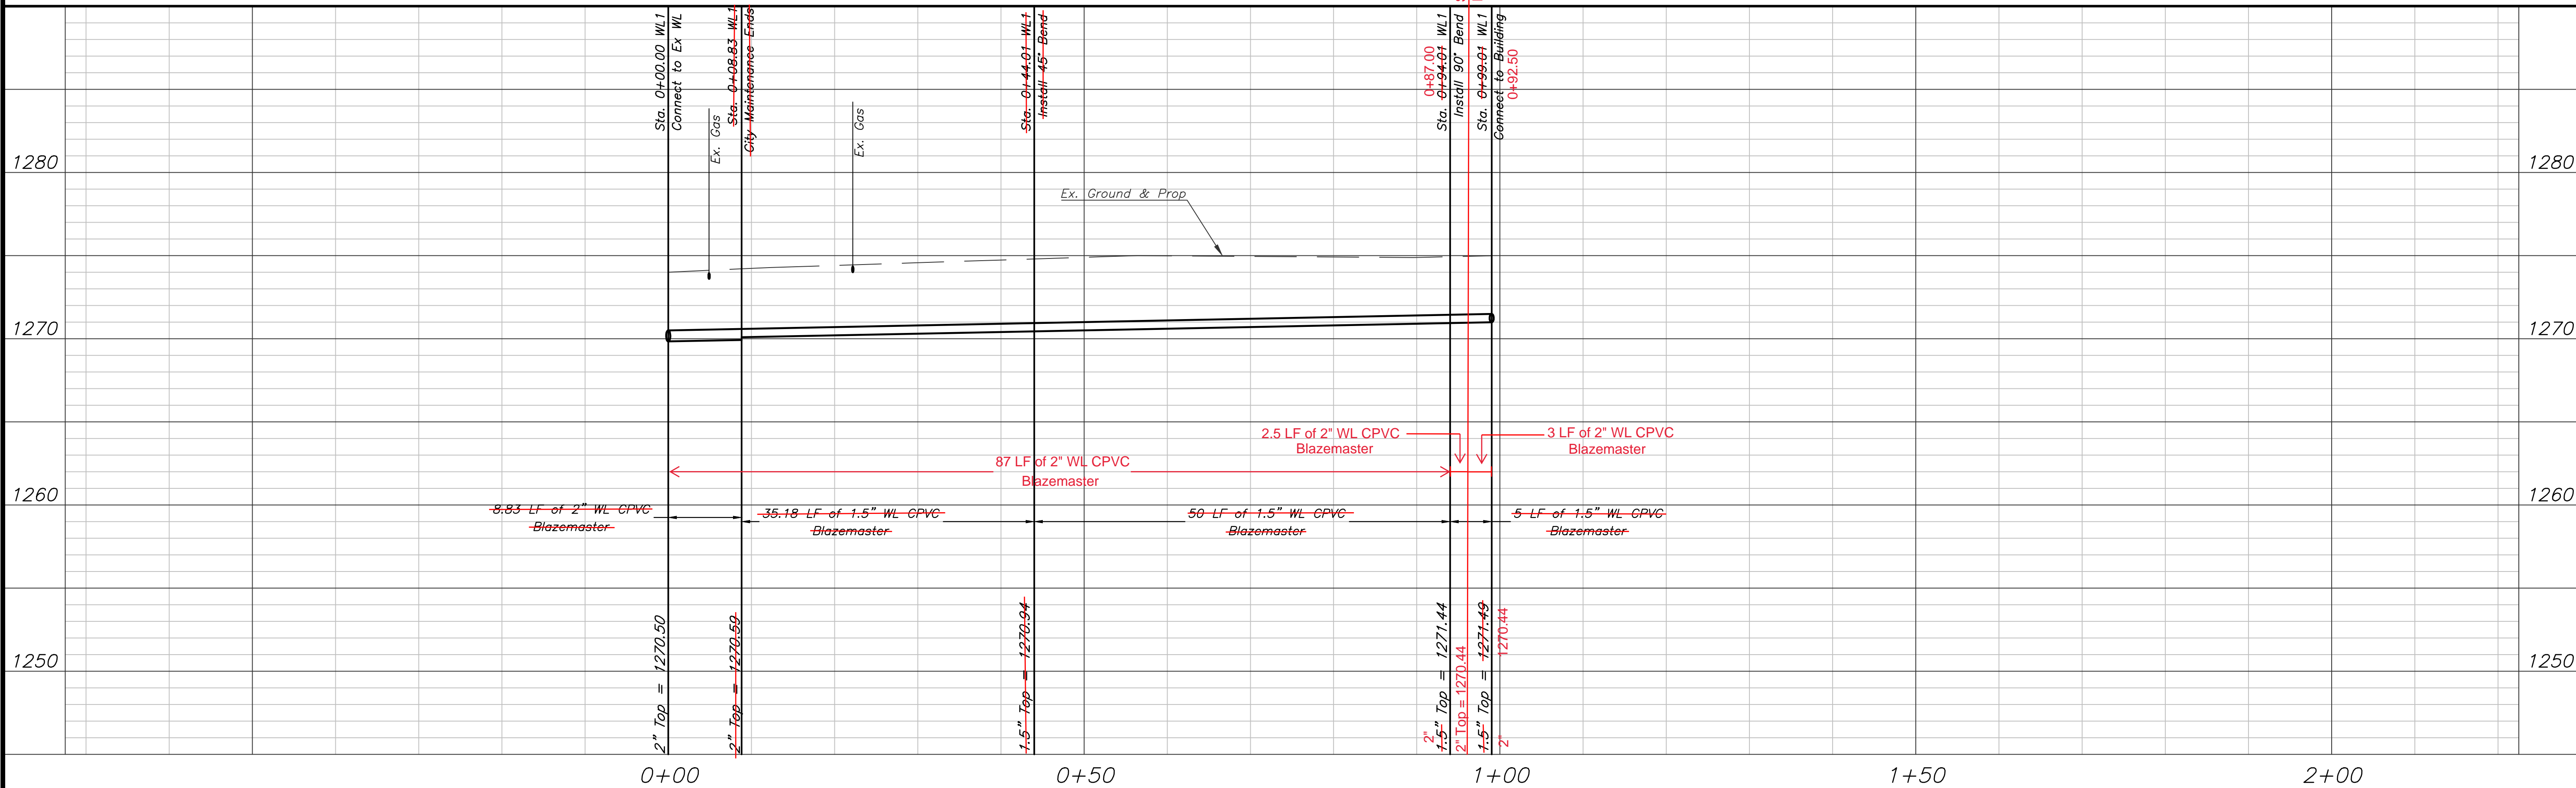 Sta. 0+00.00 WL1
Connect to Ex WL
Sta. 0+08.83 WL1
City Maintenance Ends
Sta. 0+44.01 WL1
Install 45° Bend
0+87.00
Sta. 0+94.01 WL1
Install 90° Bend
Sta. 0+99.01 WL1
Connect to Building
0+92.50
Ex. Gas
Ex. Gas
1280
1280
Ex. Ground & Prop
1270
1270
2.5 LF of 2" WL CPVC
Blazemaster
3 LF of 2" WL CPVC
Blazemaster
87 LF of 2" WL CPVC
Blazemaster
1260
1260
8.83 LF of 2" WL CPVC
Blazemaster
35.18 LF of 1.5" WL CPVC
Blazemaster
50 LF of 1.5" WL CPVC
Blazemaster
5 LF of 1.5" WL CPVC
Blazemaster
1250
1250
2" Top = 1270.50
2" Top = 1270.59
1.5" Top = 1270.94
2"
1.5" Top = 1271.44
2" Top = 1270.44
1.5" Top = 1271.49
2"
1270.44
0+00
0+50
1+00
1+50
2+00